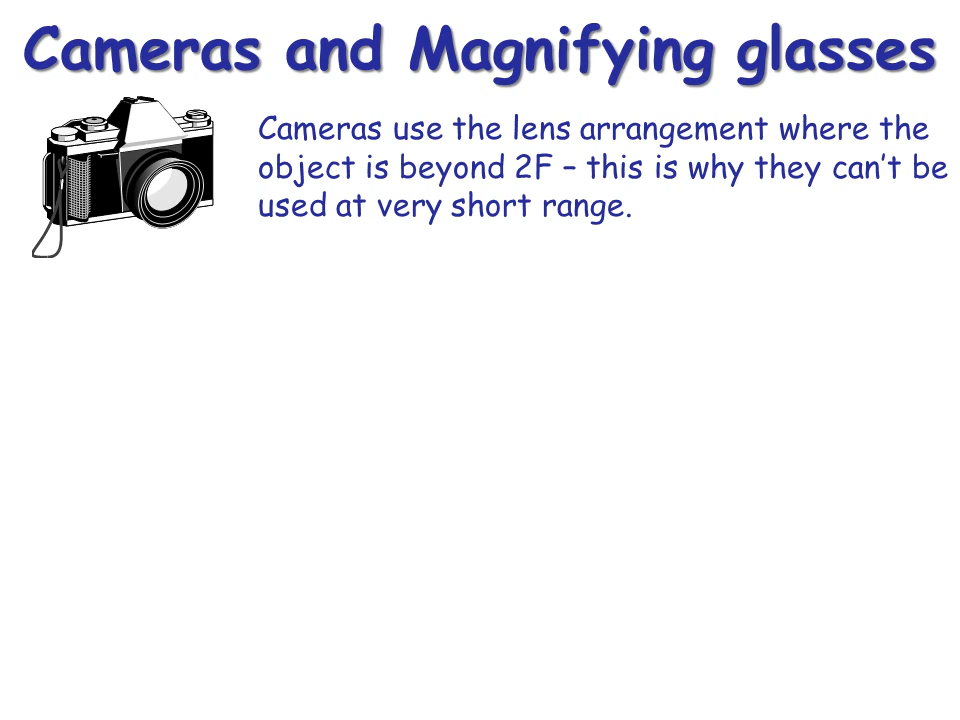 Cameras and Magnifying glasses
Cameras use the lens arrangement where the
object is beyond 2F – this is why they can’t be
used at very short range.